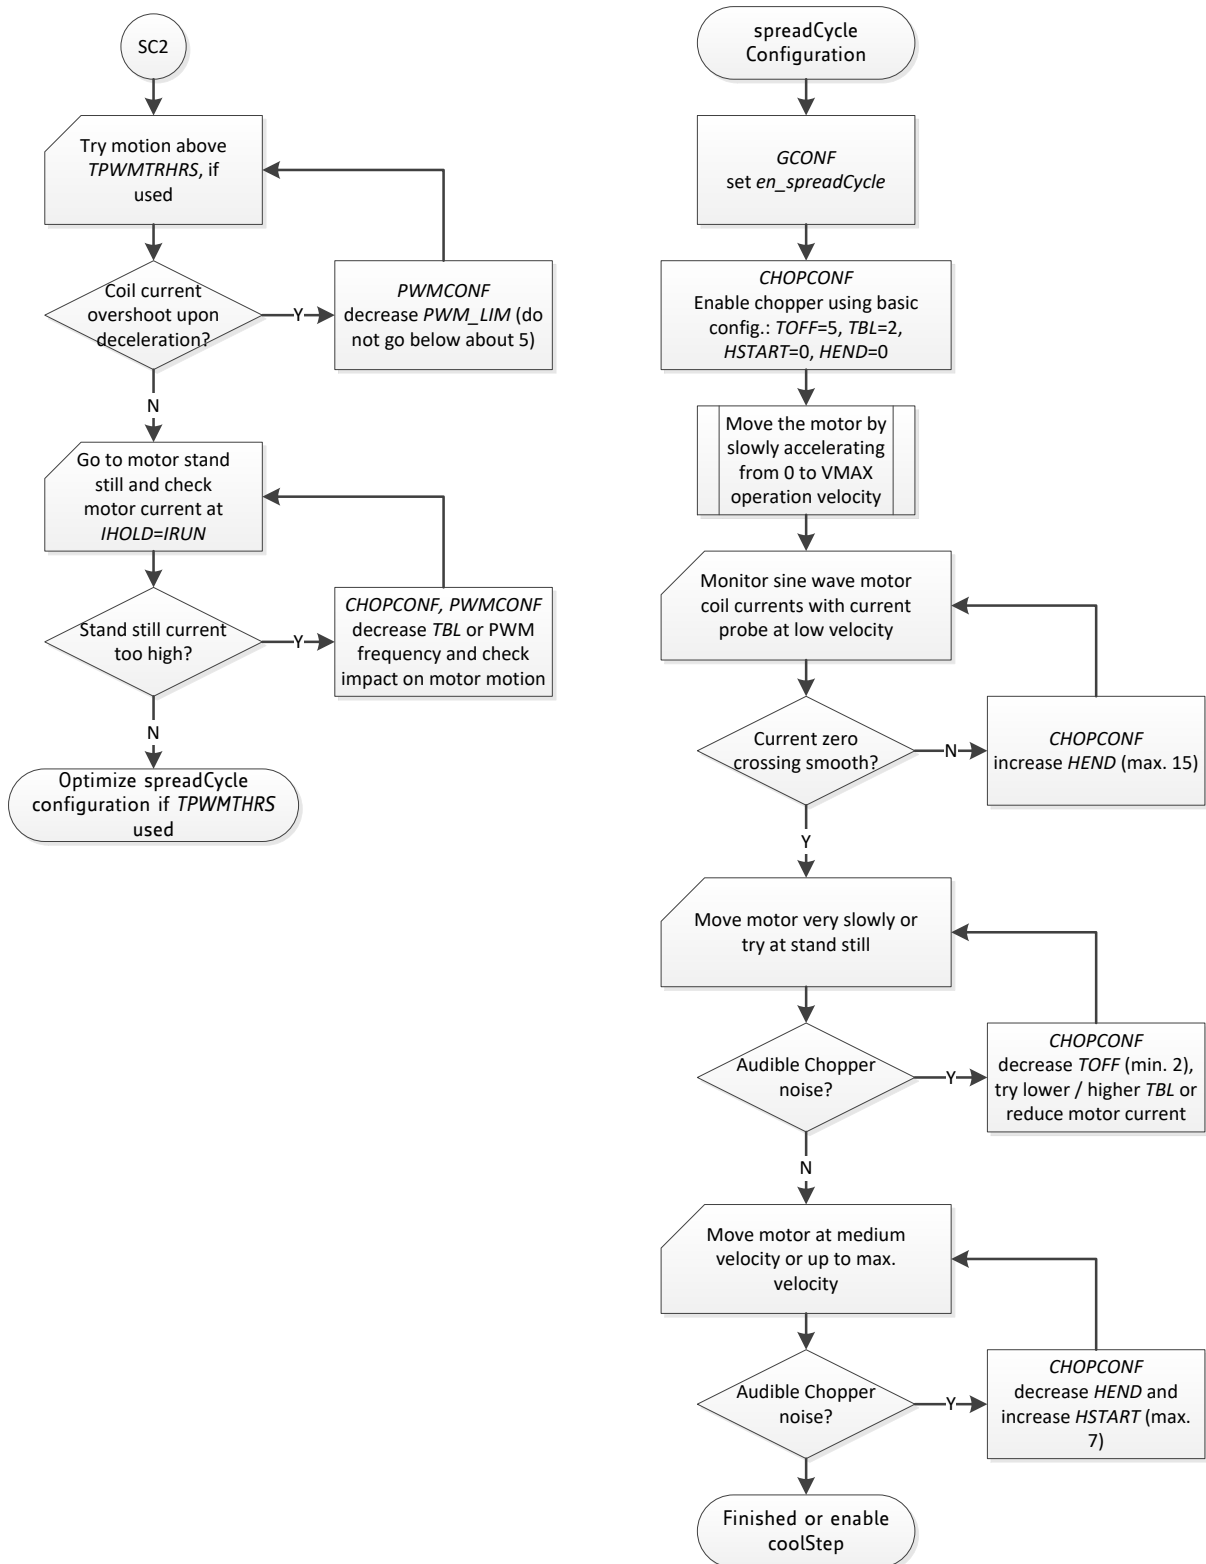 SC2
Try motion above
TPWMTRHRS, if
used
Coil current
overshoot upon
deceleration?
Y
PWMCONF
decrease PWM_LIM (do
not go below about 5)
N
Go to motor stand
still and check
motor current at
IHOLD=IRUN
Stand still current
too high?
Y
CHOPCONF, PWMCONF
decrease TBL or PWM
frequency and check
impact on motor motion
N
Optimize spreadCycle
configuration if TPWMTHRS
used
spreadCycle
Configuration
GCONF
set en_spreadCycle
CHOPCONF
Enable chopper using basic
config.: TOFF=5, TBL=2,
HSTART=0, HEND=0
Move the motor by
slowly accelerating
from 0 to VMAX
operation velocity
Monitor sine wave motor
coil currents with current
probe at low velocity
Current zero
crossing smooth?
N
CHOPCONF
increase HEND (max. 15)
Y
Move motor very slowly or
try at stand still
Audible Chopper
noise?
Y
CHOPCONF
decrease TOFF (min. 2),
try lower / higher TBL or
reduce motor current
N
Move motor at medium
velocity or up to max.
velocity
Audible Chopper
noise?
Y
CHOPCONF
decrease HEND and
increase HSTART (max.
7)
Finished or enable
coolStep